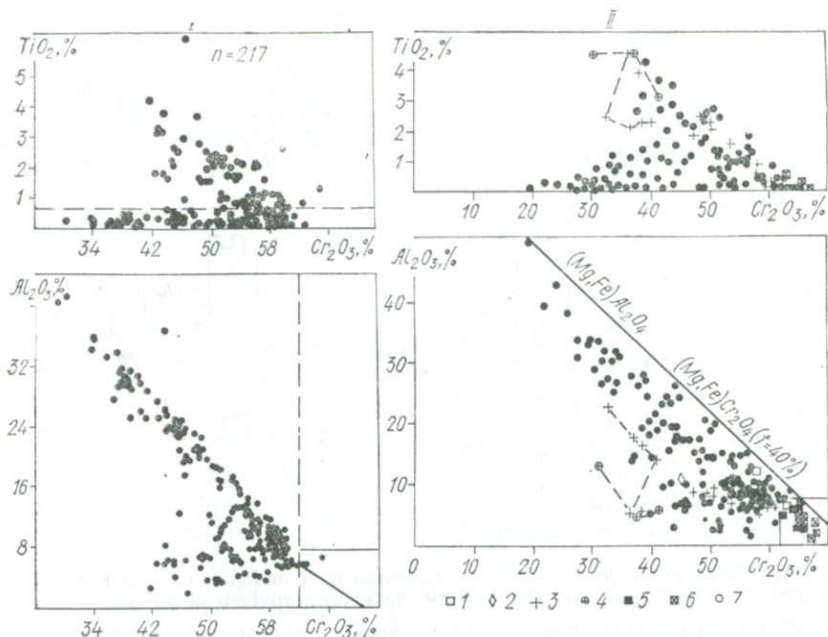 I
TiO₂,%
n=217
5
4
3
2
1
34 42 50 58 Cr₂O₃,%
Al₂O₃,%
32
24
16
8
34 42 50 58 Cr₂O₃,%
II
TiO₂,%
4
3
2
1
10 20 30 40 50 Cr₂O₃,%
Al₂O₃,%
(Mg,Fe)Al₂O₄
(Mg,Fe)Cr₂O₄(f=40%)
40
30
20
10
0 10 20 30 40 50 Cr₂O₃,%
1 2 3 4 5 6 7